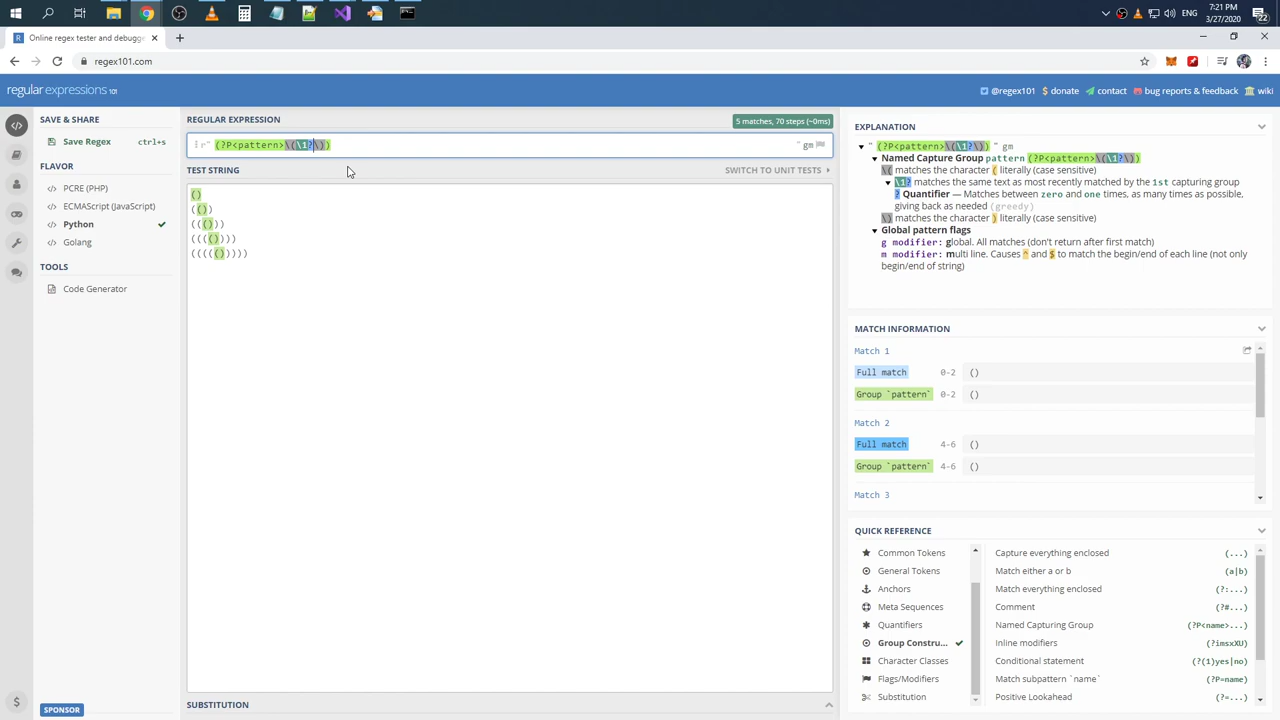 7:21 PM
ENG
3/27/2020
22
Online regex tester and debugge
regex101.com
regular expressions 101
@regex101
donate
contact
bug reports & feedback
wiki
SAVE & SHARE
Save Regex ctrl+s
FLAVOR
PCRE (PHP)
ECMAScript (JavaScript)
Python
Golang
TOOLS
Code Generator
SPONSOR
REGULAR EXPRESSION
5 matches, 70 steps (~0ms)
r" (?P<pattern>\(\1?\)) " gm
TEST STRING
SWITCH TO UNIT TESTS
()
(())
((()))
(((())))
((((()))))
SUBSTITUTION
EXPLANATION
" (?P<pattern>\(\1?\)) " gm
Named Capture Group pattern (?P<pattern>\(\1?\))
\( matches the character ( literally (case sensitive)
\1? matches the same text as most recently matched by the 1st capturing group
? Quantifier — Matches between zero and one times, as many times as possible,
giving back as needed (greedy)
\) matches the character ) literally (case sensitive)
Global pattern flags
g modifier: global. All matches (don't return after first match)
m modifier: multi line. Causes ^ and $ to match the begin/end of each line (not only
begin/end of string)
MATCH INFORMATION
Match 1
Full match 0-2 ()
Group `pattern` 0-2 ()
Match 2
Full match 4-6 ()
Group `pattern` 4-6 ()
Match 3
QUICK REFERENCE
Common Tokens
General Tokens
Anchors
Meta Sequences
Quantifiers
Group Constru...
Character Classes
Flags/Modifiers
Substitution
Capture everything enclosed (...)
Match either a or b (a|b)
Match everything enclosed (?:...)
Comment (?#...)
Named Capturing Group (?P<name>...)
Inline modifiers (?imsxXU)
Conditional statement (?(1)yes|no)
Match subpattern `name` (?P=name)
Positive Lookahead (?=...)